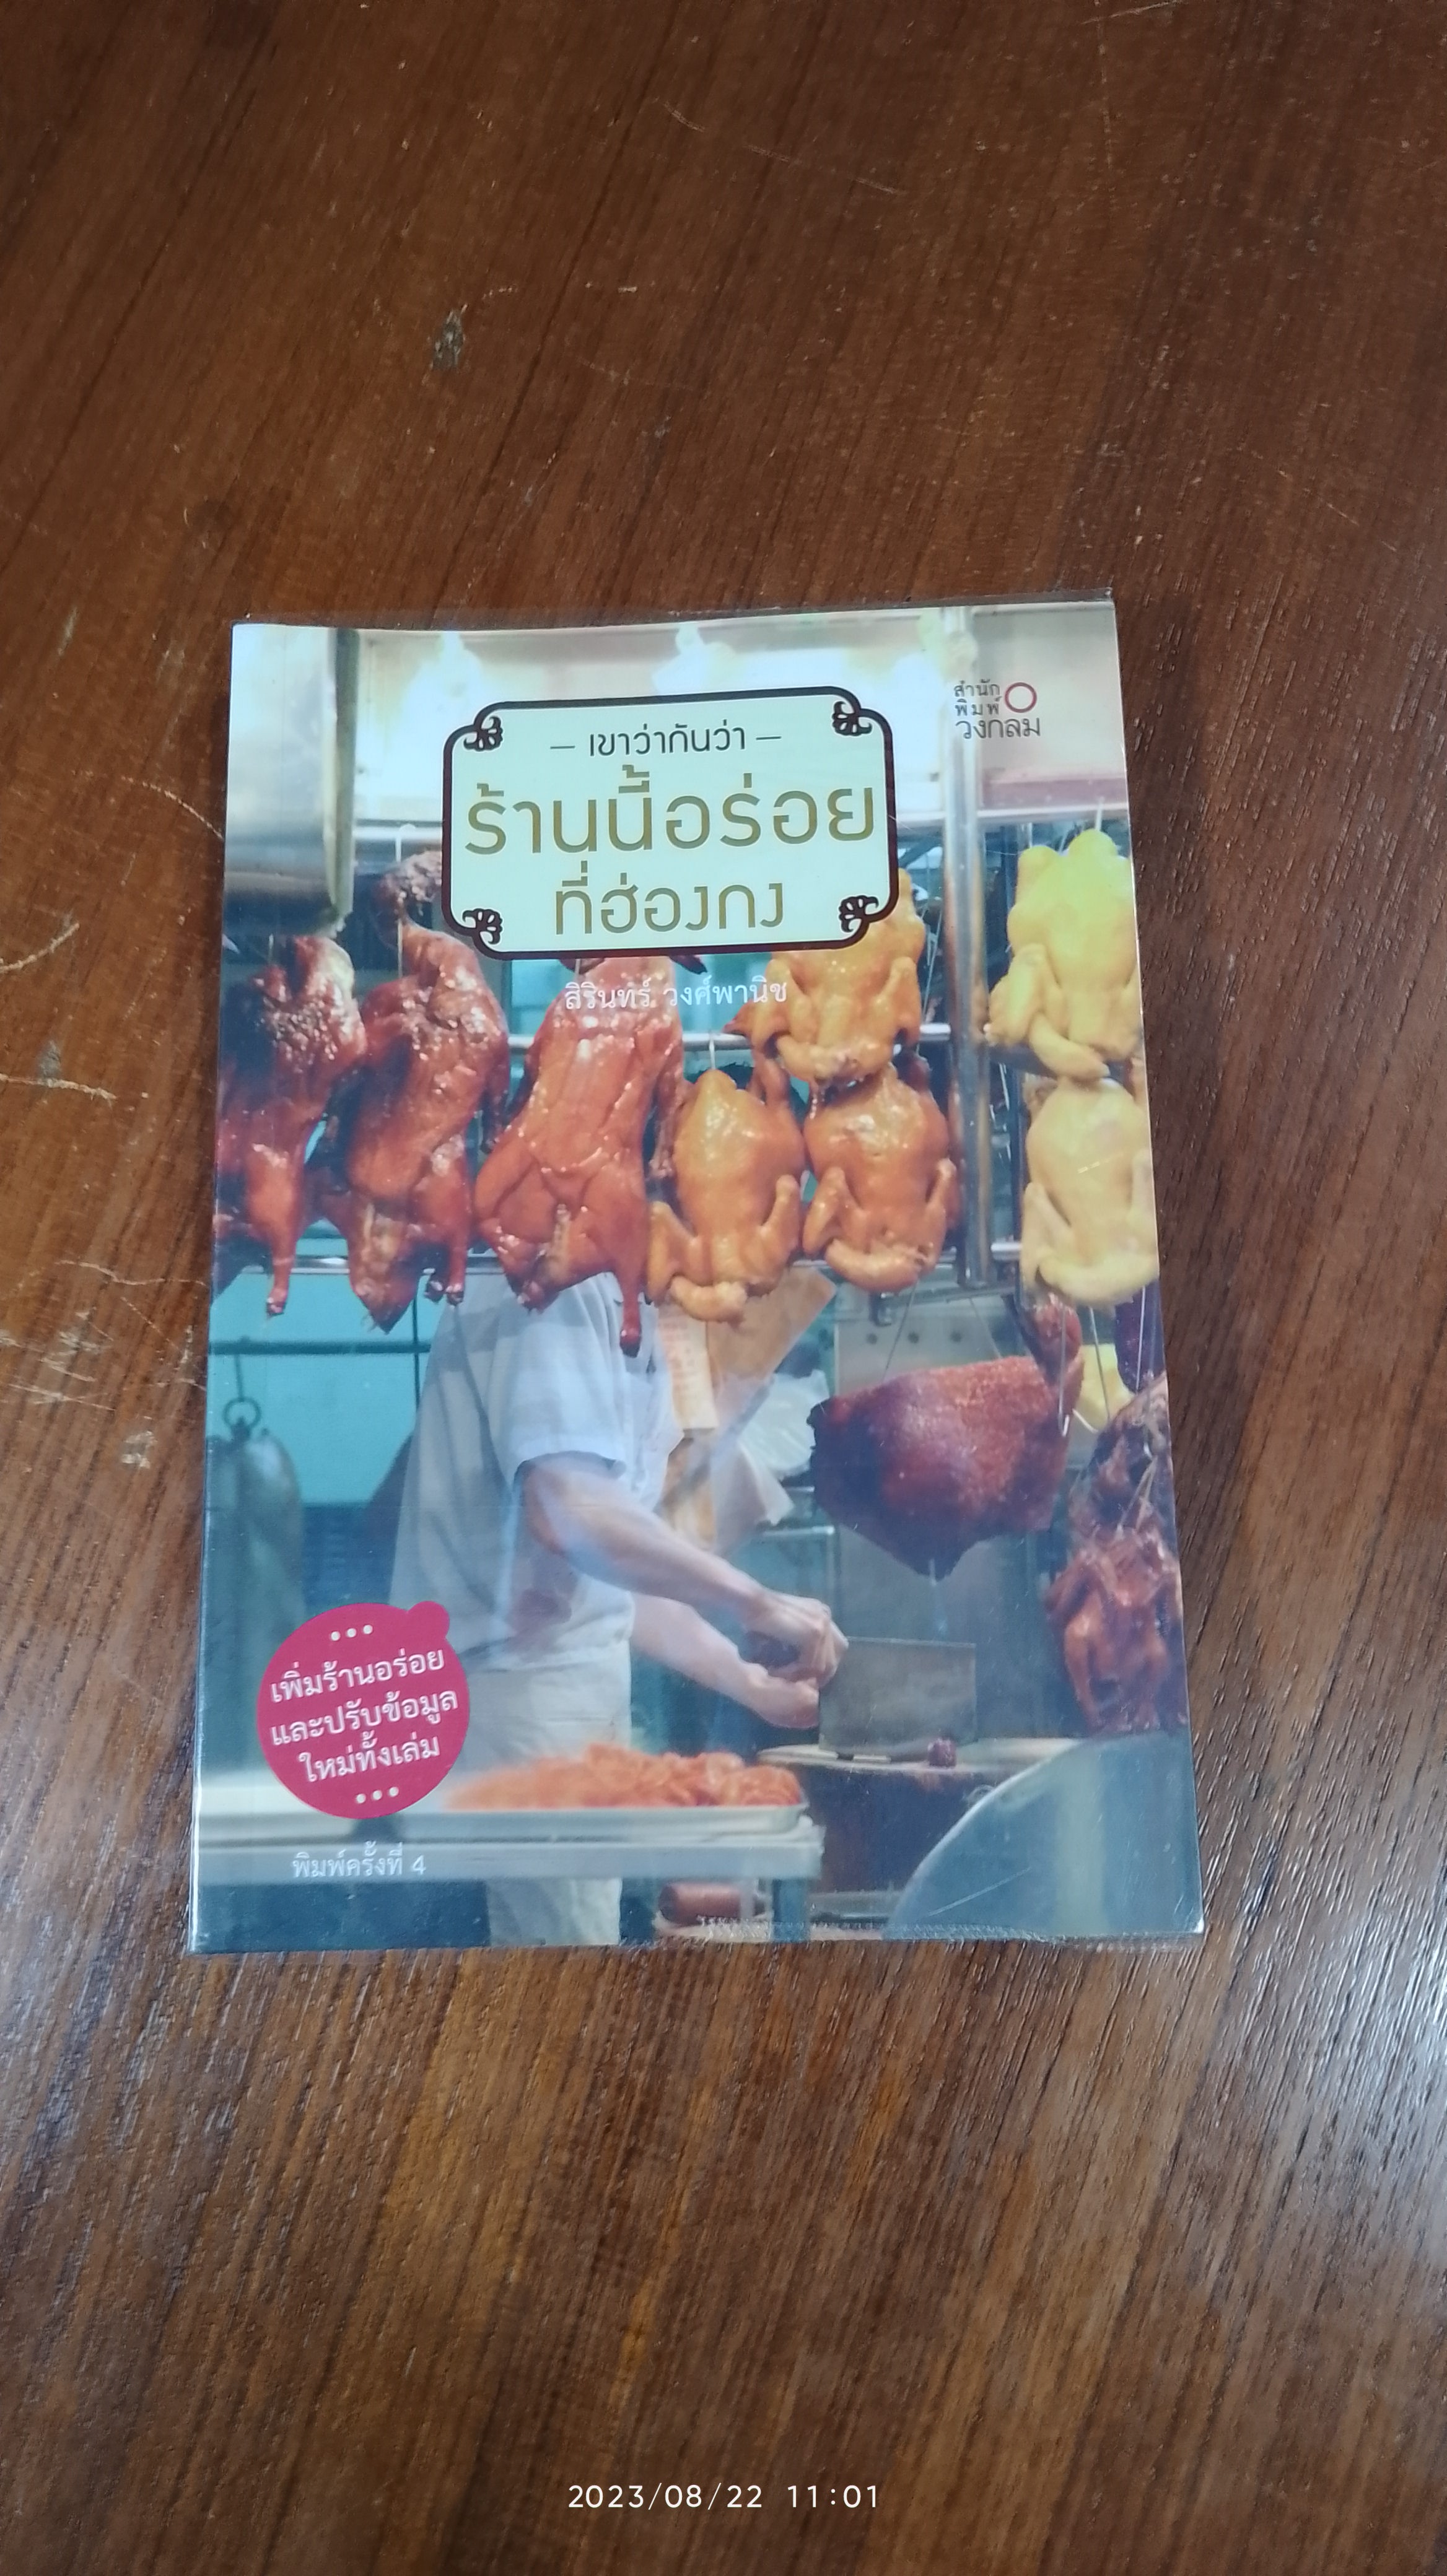 สำนัก
พิมพ์
วงกลม
– เขาว่ากันว่า –
ร้านนี้อร่อย
ที่ฮ่องกง
สิรินทร์ วงศ์พานิช
เพิ่มร้านอร่อย
และปรับข้อมูล
ใหม่ทั้งเล่ม
พิมพ์ครั้งที่ 4
2023/08/22 11:01